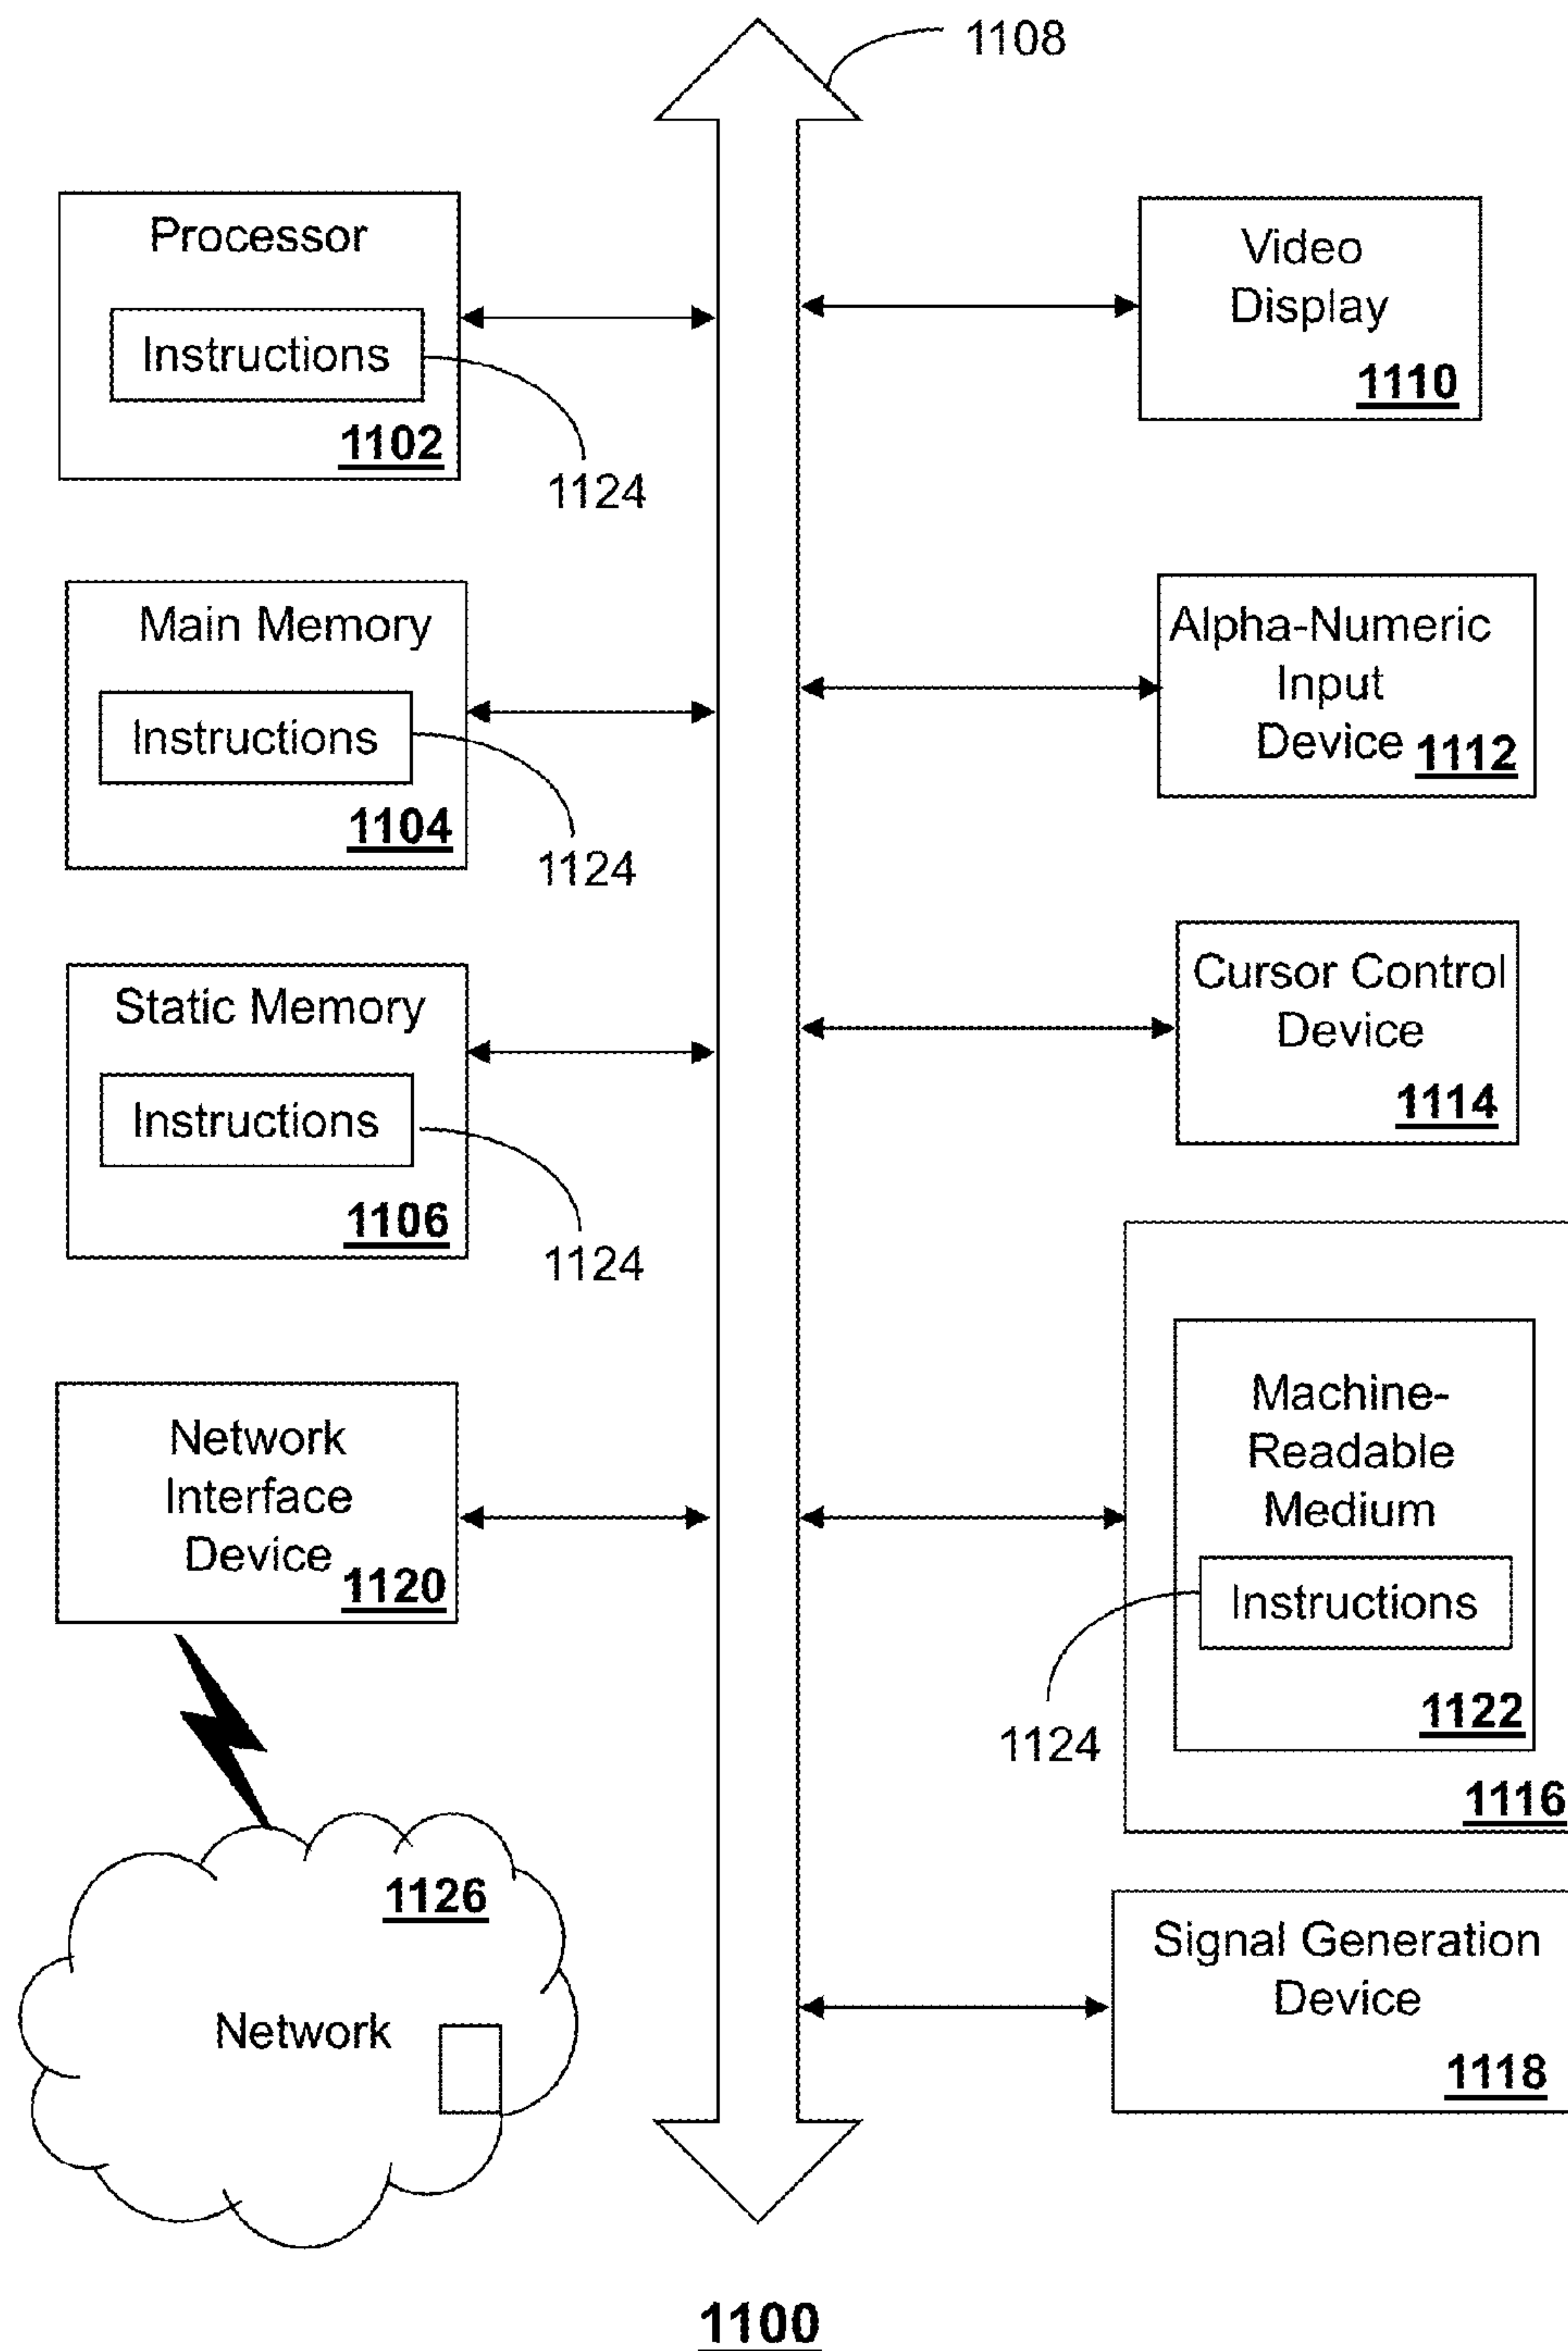 1108
Processor
Instructions
1102
1124
Main Memory
Instructions
1104
1124
Static Memory
Instructions
1106
1124
Network
Interface
Device
1120
1126
Network
Video
Display
1110
Alpha-Numeric
Input
Device 1112
Cursor Control
Device
1114
Machine-
Readable
Medium
Instructions
1124
1122
1116
Signal Generation
Device
1118
1100